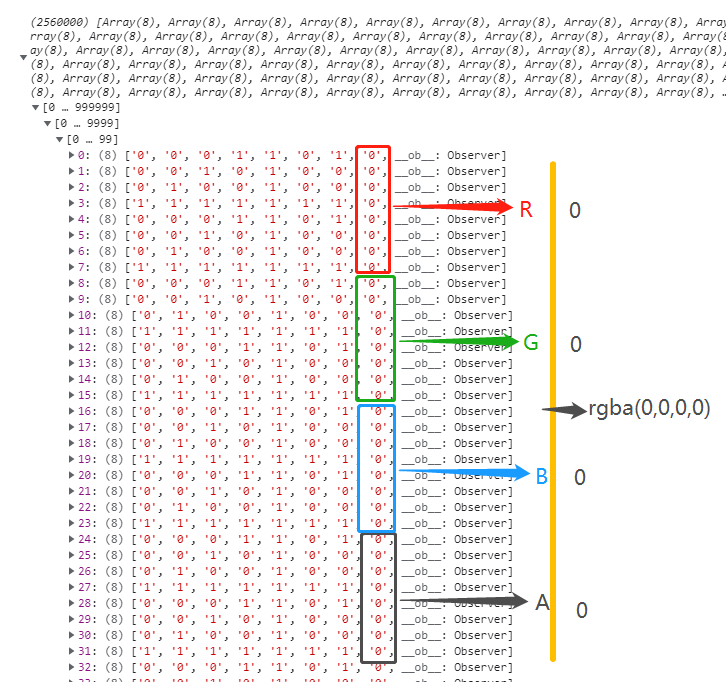 (2560000) [Array(8), Array(8), Array(8), Array(8), Array(8), Array(8), Array(8), Array(8), Array(8), Arra
rray(8), Array(8), Array(8), Array(8), Array(8), Array(8), Array(8), Array(8), Array(8), Array(8), Array(
ay(8), Array(8), Array(8), Array(8), Array(8), Array(8), Array(8), Array(8), Array(8), Array(8), Array(8)
(8), Array(8), Array(8), Array(8), Array(8), Array(8), Array(8), Array(8), Array(8), Array(8), Array(8),
(8), Array(8), Array(8), Array(8), Array(8), Array(8), Array(8), Array(8), Array(8), Array(8), Array(8),
(8), Array(8), Array(8), Array(8), Array(8), Array(8), Array(8), Array(8), Array(8), Array(8), Array(8), …
[0 … 999999]
[0 … 9999]
[0 … 99]
0: (8) ['0', '0', '0', '1', '1', '0', '1', '0', __ob__: Observer]
1: (8) ['0', '0', '1', '0', '1', '0', '0', '0', __ob__: Observer]
2: (8) ['0', '1', '0', '0', '1', '0', '0', '0', __ob__: Observer]
3: (8) ['1', '1', '1', '1', '1', '1', '1', '0', __ob__: Observer]
R 0
4: (8) ['0', '0', '0', '1', '1', '0', '1', '0', __ob__: Observer]
5: (8) ['0', '0', '1', '0', '1', '0', '0', '0', __ob__: Observer]
6: (8) ['0', '1', '0', '0', '1', '0', '0', '0', __ob__: Observer]
7: (8) ['1', '1', '1', '1', '1', '1', '1', '0', __ob__: Observer]
8: (8) ['0', '0', '0', '1', '1', '0', '1', '0', __ob__: Observer]
9: (8) ['0', '0', '1', '0', '1', '0', '0', '0', __ob__: Observer]
10: (8) ['0', '1', '0', '0', '1', '0', '0', '0', __ob__: Observer]
11: (8) ['1', '1', '1', '1', '1', '1', '1', '0', __ob__: Observer]
12: (8) ['0', '0', '0', '1', '1', '0', '1', '0', __ob__: Observer]
G 0
13: (8) ['0', '0', '1', '0', '1', '0', '0', '0', __ob__: Observer]
14: (8) ['0', '1', '0', '0', '1', '0', '0', '0', __ob__: Observer]
15: (8) ['1', '1', '1', '1', '1', '1', '1', '0', __ob__: Observer]
16: (8) ['0', '0', '0', '1', '1', '0', '1', '0', __ob__: Observer]
rgba(0,0,0,0)
17: (8) ['0', '0', '1', '0', '1', '0', '0', '0', __ob__: Observer]
18: (8) ['0', '1', '0', '0', '1', '0', '0', '0', __ob__: Observer]
19: (8) ['1', '1', '1', '1', '1', '1', '1', '0', __ob__: Observer]
20: (8) ['0', '0', '0', '1', '1', '0', '1', '0', __ob__: Observer]
B 0
21: (8) ['0', '0', '1', '0', '1', '0', '0', '0', __ob__: Observer]
22: (8) ['0', '1', '0', '0', '1', '0', '0', '0', __ob__: Observer]
23: (8) ['1', '1', '1', '1', '1', '1', '1', '0', __ob__: Observer]
24: (8) ['0', '0', '0', '1', '1', '0', '1', '0', __ob__: Observer]
25: (8) ['0', '0', '1', '0', '1', '0', '0', '0', __ob__: Observer]
26: (8) ['0', '1', '0', '0', '1', '0', '0', '0', __ob__: Observer]
27: (8) ['1', '1', '1', '1', '1', '1', '1', '0', __ob__: Observer]
28: (8) ['0', '0', '0', '1', '1', '0', '1', '0', __ob__: Observer]
A 0
29: (8) ['0', '0', '1', '0', '1', '0', '0', '0', __ob__: Observer]
30: (8) ['0', '1', '0', '0', '1', '0', '0', '0', __ob__: Observer]
31: (8) ['1', '1', '1', '1', '1', '1', '1', '0', __ob__: Observer]
32: (8) ['0', '0', '0', '1', '1', '0', '1', '0', __ob__: Observer]